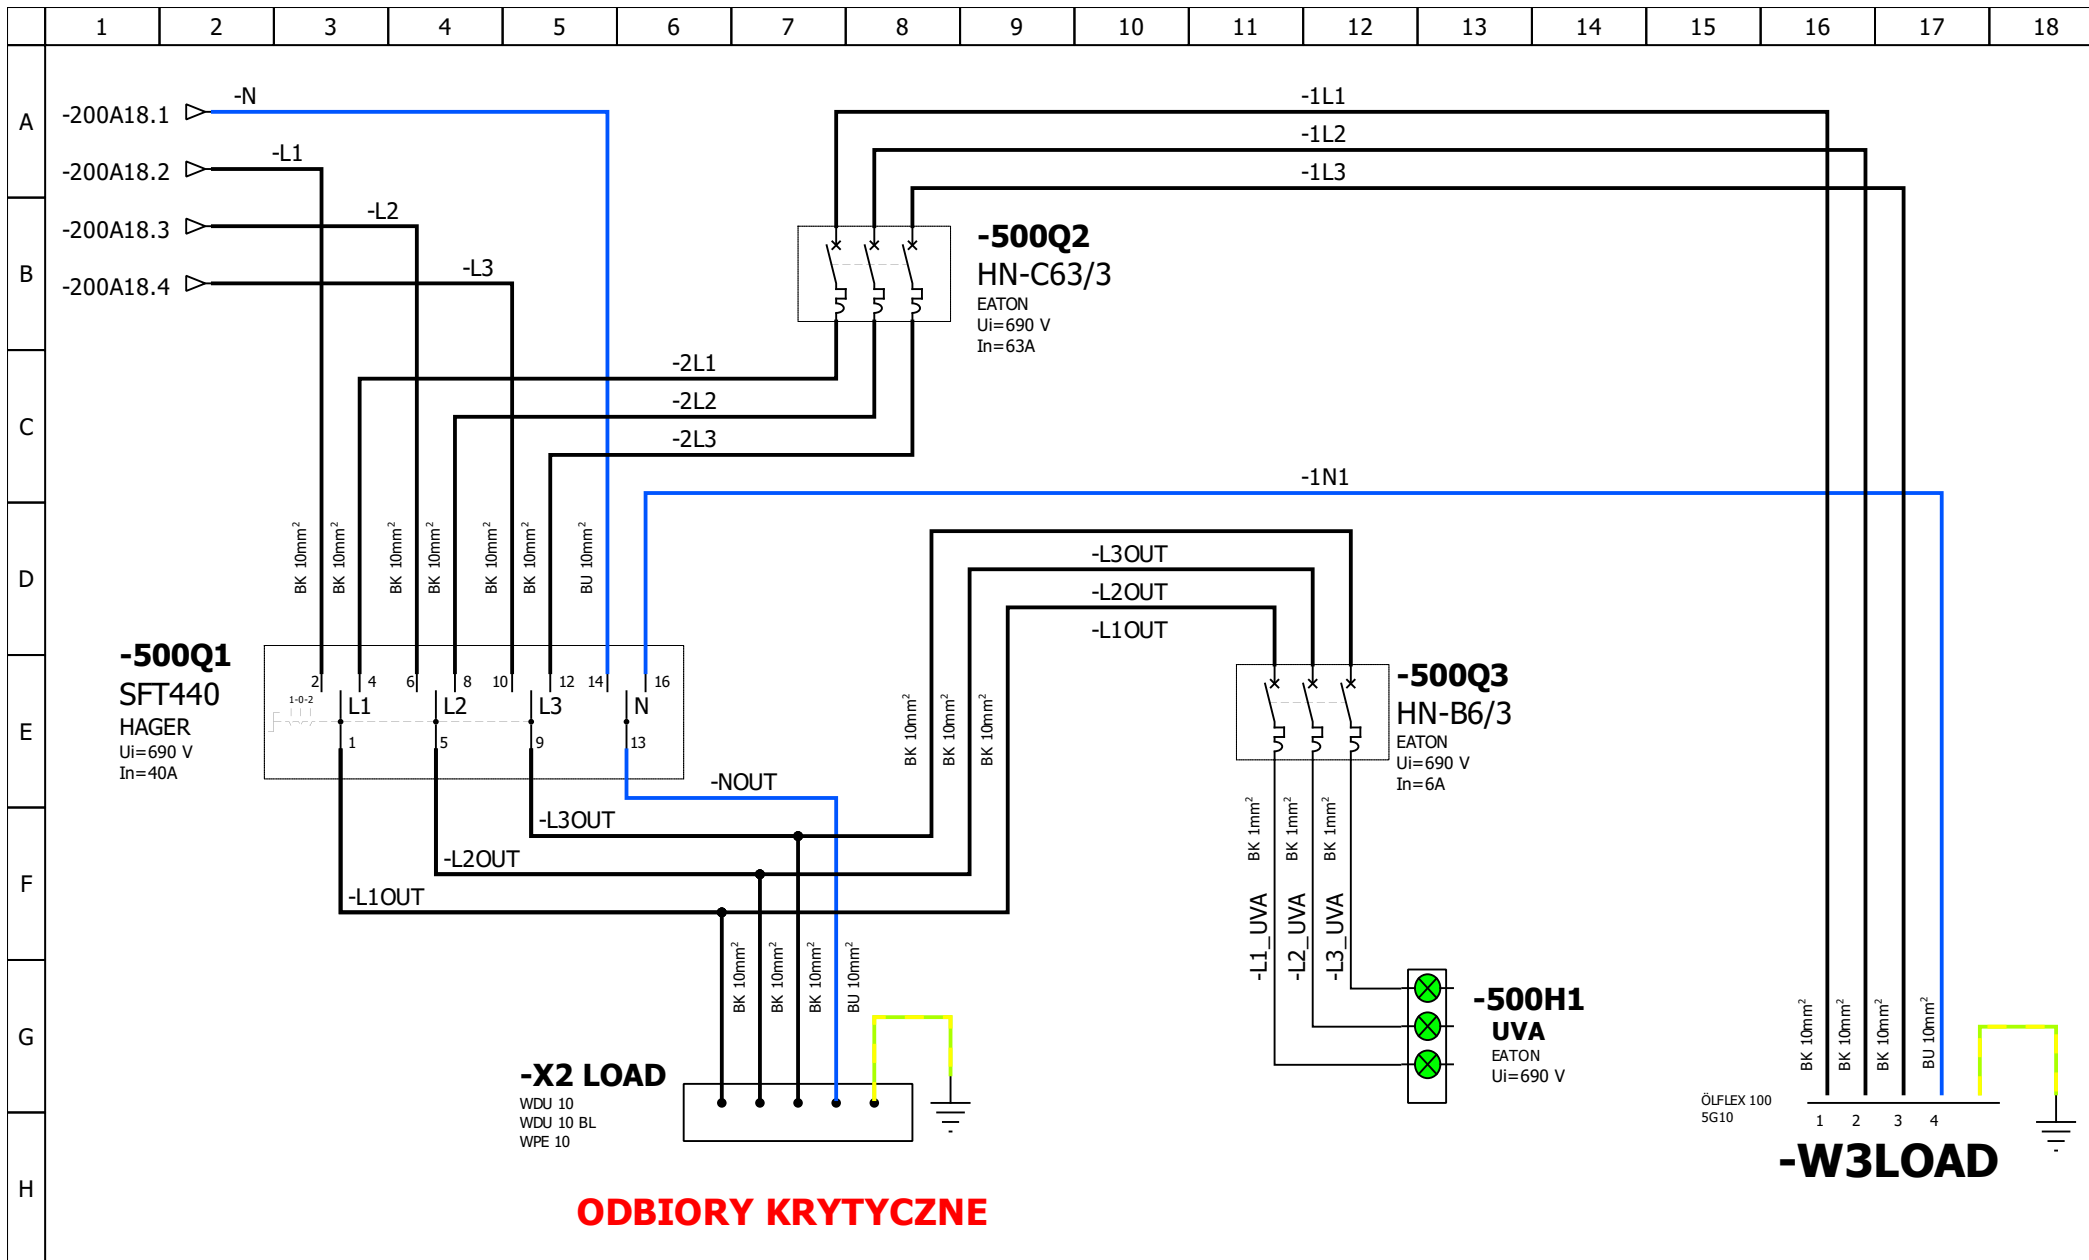 1 2 3 4 5 6 7 8 9 10 11 12 13 14 15 16 17 18
A
B
C
D
E
F
G
H
-200A18.1
-N
-200A18.2
-L1
-200A18.3
-L2
-200A18.4
-L3
-1L1
-1L2
-1L3
-500Q2
HN-C63/3
EATON
Ui=690 V
In=63A
-2L1
-2L2
-2L3
-1N1
BK 10mm²
BK 10mm²
BK 10mm²
BK 10mm²
BK 10mm²
BK 10mm²
BU 10mm²
-L3OUT
-L2OUT
-L1OUT
-500Q1
SFT440
HAGER
Ui=690 V
In=40A
2 4 6 8 10 12 14 16
1-0-2
L1 L2 L3 N
1 5 9 13
BK 10mm²
BK 10mm²
BK 10mm²
-500Q3
HN-B6/3
EATON
Ui=690 V
In=6A
-NOUT
-L3OUT
-L2OUT
-L1OUT
BK 1mm²
BK 1mm²
BK 1mm²
-L1_UVA
-L2_UVA
-L3_UVA
BK 10mm²
BK 10mm²
BK 10mm²
BU 10mm²
-500H1
UVA
EATON
Ui=690 V
-X2 LOAD
WDU 10
WDU 10 BL
WPE 10
BK 10mm²
BK 10mm²
BK 10mm²
BU 10mm²
ÖLFLEX 100
5G10
1 2 3 4
-W3LOAD
ODBIORY KRYTYCZNE